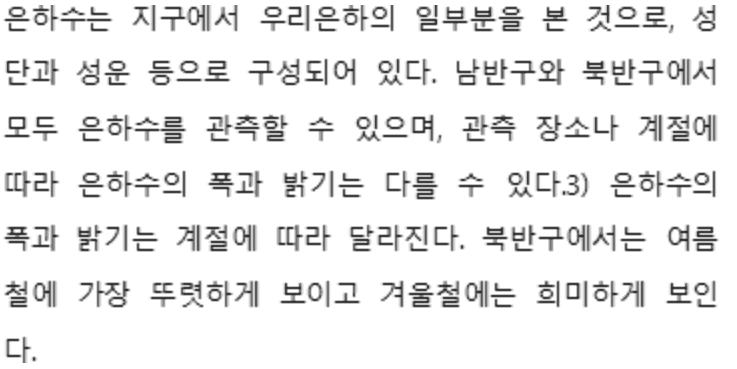 은하수는 지구에서 우리은하의 일부분을 본 것으로, 성
단과 성운 등으로 구성되어 있다. 남반구와 북반구에서
모두 은하수를 관측할 수 있으며, 관측 장소나 계절에
따라 은하수의 폭과 밝기는 다를 수 있다.3) 은하수의
폭과 밝기는 계절에 따라 달라진다. 북반구에서는 여름
철에 가장 뚜렷하게 보이고 겨울철에는 희미하게 보인
다.